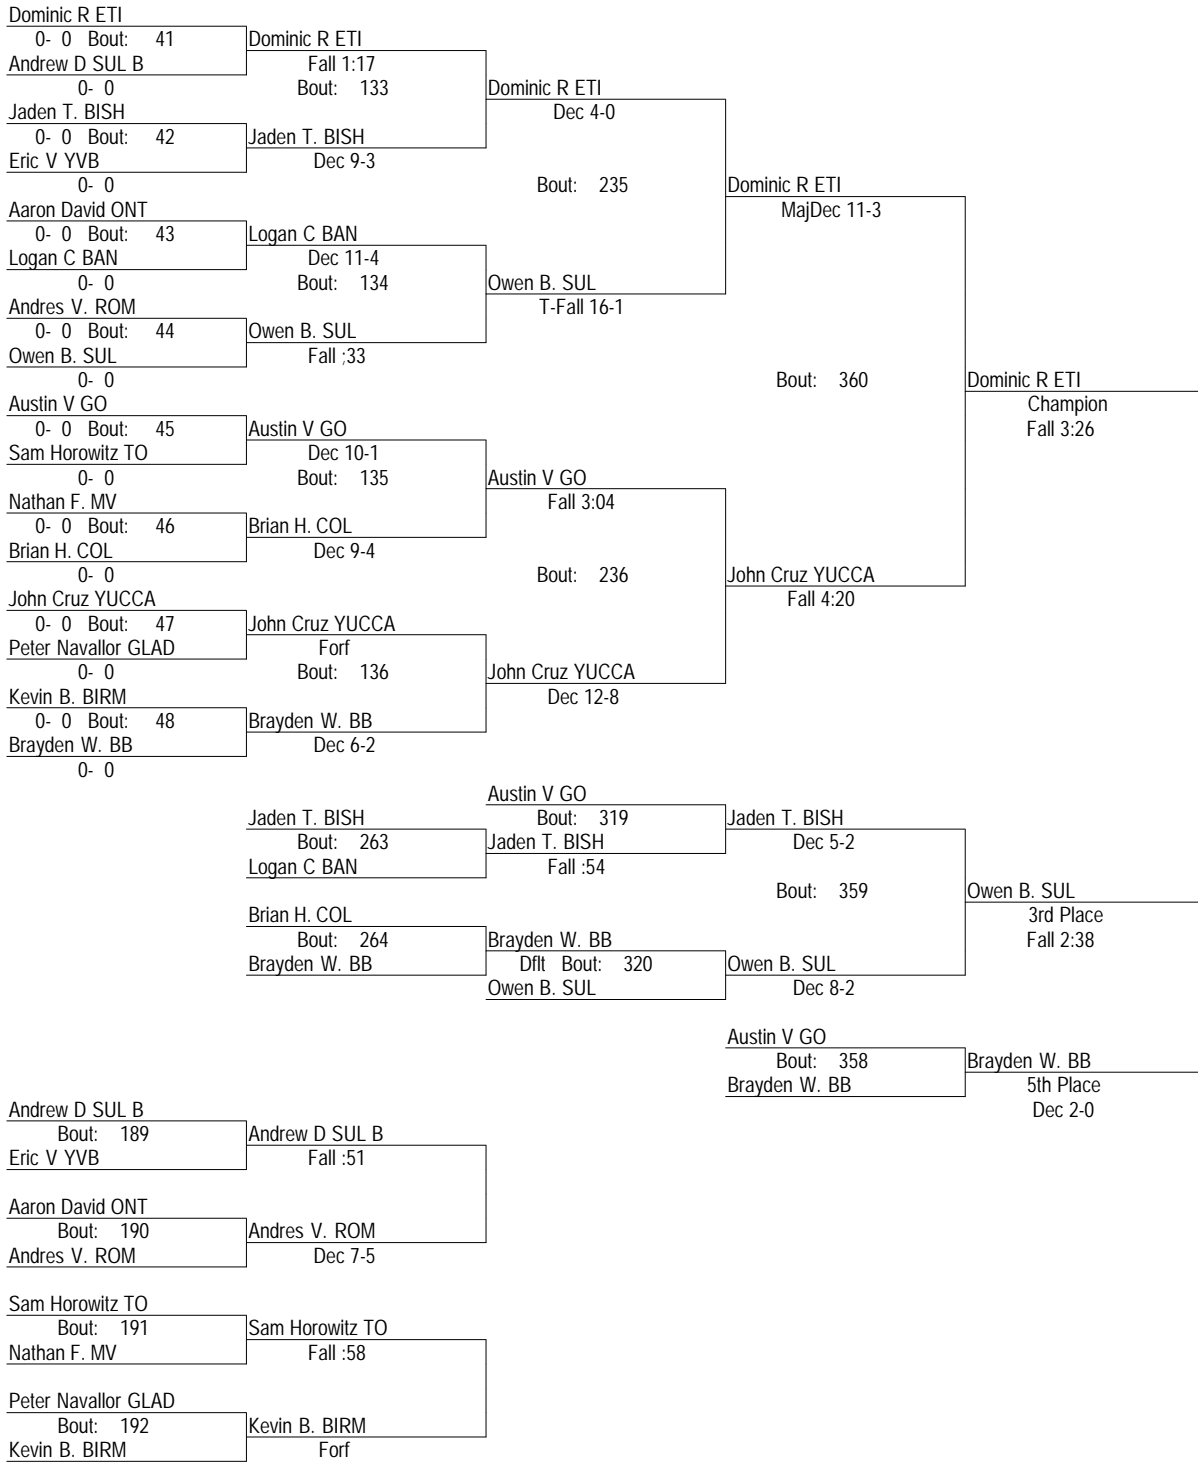 Dominic R ETI
0- 0 Bout: 41 Dominic R ETI
Andrew D SUL B Fall 1:17
0- 0 Bout: 133 Dominic R ETI
Jaden T. BISH Dec 4-0
0- 0 Bout: 42 Jaden T. BISH
Eric V YVB Dec 9-3
0- 0 Bout: 235 Dominic R ETI
Aaron David ONT MajDec 11-3
0- 0 Bout: 43 Logan C BAN
Logan C BAN Dec 11-4
0- 0 Bout: 134 Owen B. SUL
Andres V. ROM T-Fall 16-1
0- 0 Bout: 44 Owen B. SUL
Owen B. SUL Fall ;33
0- 0 Bout: 360 Dominic R ETI
Austin V GO Champion
0- 0 Bout: 45 Austin V GO Fall 3:26
Sam Horowitz TO Dec 10-1
0- 0 Bout: 135 Austin V GO
Nathan F. MV Fall 3:04
0- 0 Bout: 46 Brian H. COL
Brian H. COL Dec 9-4
0- 0 Bout: 236 John Cruz YUCCA
John Cruz YUCCA Fall 4:20
0- 0 Bout: 47 John Cruz YUCCA
Peter Navallor GLAD Forf
0- 0 Bout: 136 John Cruz YUCCA
Kevin B. BIRM Dec 12-8
0- 0 Bout: 48 Brayden W. BB
Brayden W. BB Dec 6-2
0- 0
Austin V GO
Jaden T. BISH Bout: 319 Jaden T. BISH
Bout: 263 Jaden T. BISH Dec 5-2
Logan C BAN Fall :54
Bout: 359 Owen B. SUL
Brian H. COL 3rd Place
Bout: 264 Brayden W. BB Fall 2:38
Brayden W. BB Dflt Bout: 320 Owen B. SUL
Owen B. SUL Dec 8-2
Austin V GO
Bout: 358 Brayden W. BB
Brayden W. BB 5th Place
Andrew D SUL B Dec 2-0
Bout: 189 Andrew D SUL B
Eric V YVB Fall :51
Aaron David ONT
Bout: 190 Andres V. ROM
Andres V. ROM Dec 7-5
Sam Horowitz TO
Bout: 191 Sam Horowitz TO
Nathan F. MV Fall :58
Peter Navallor GLAD
Bout: 192 Kevin B. BIRM
Kevin B. BIRM Forf